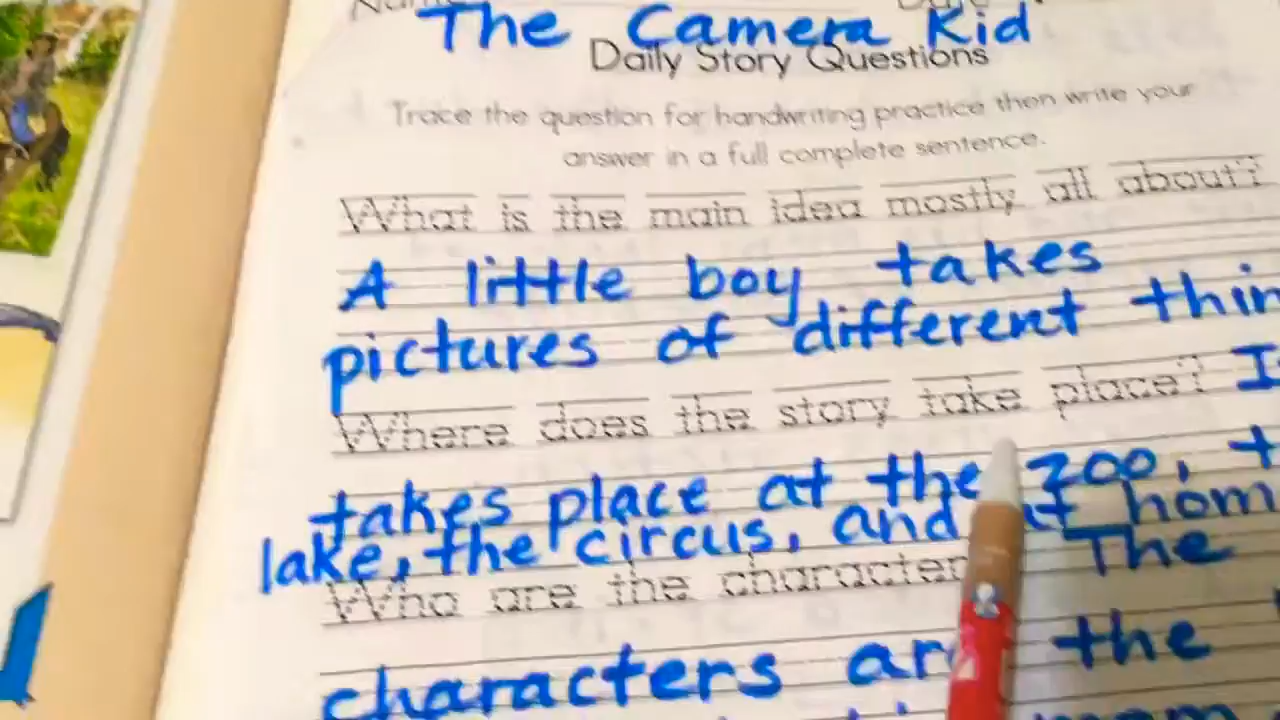 The Camera Kid
Daily Story Questions
Trace the question for handwriting practice then write your
answer in a full complete sentence.
What is the main idea mostly all about?
A little boy takes
pictures of different
Where does the story take place?
takes place at the zoo,
lake, the circus, and at
Who are the The
characters the